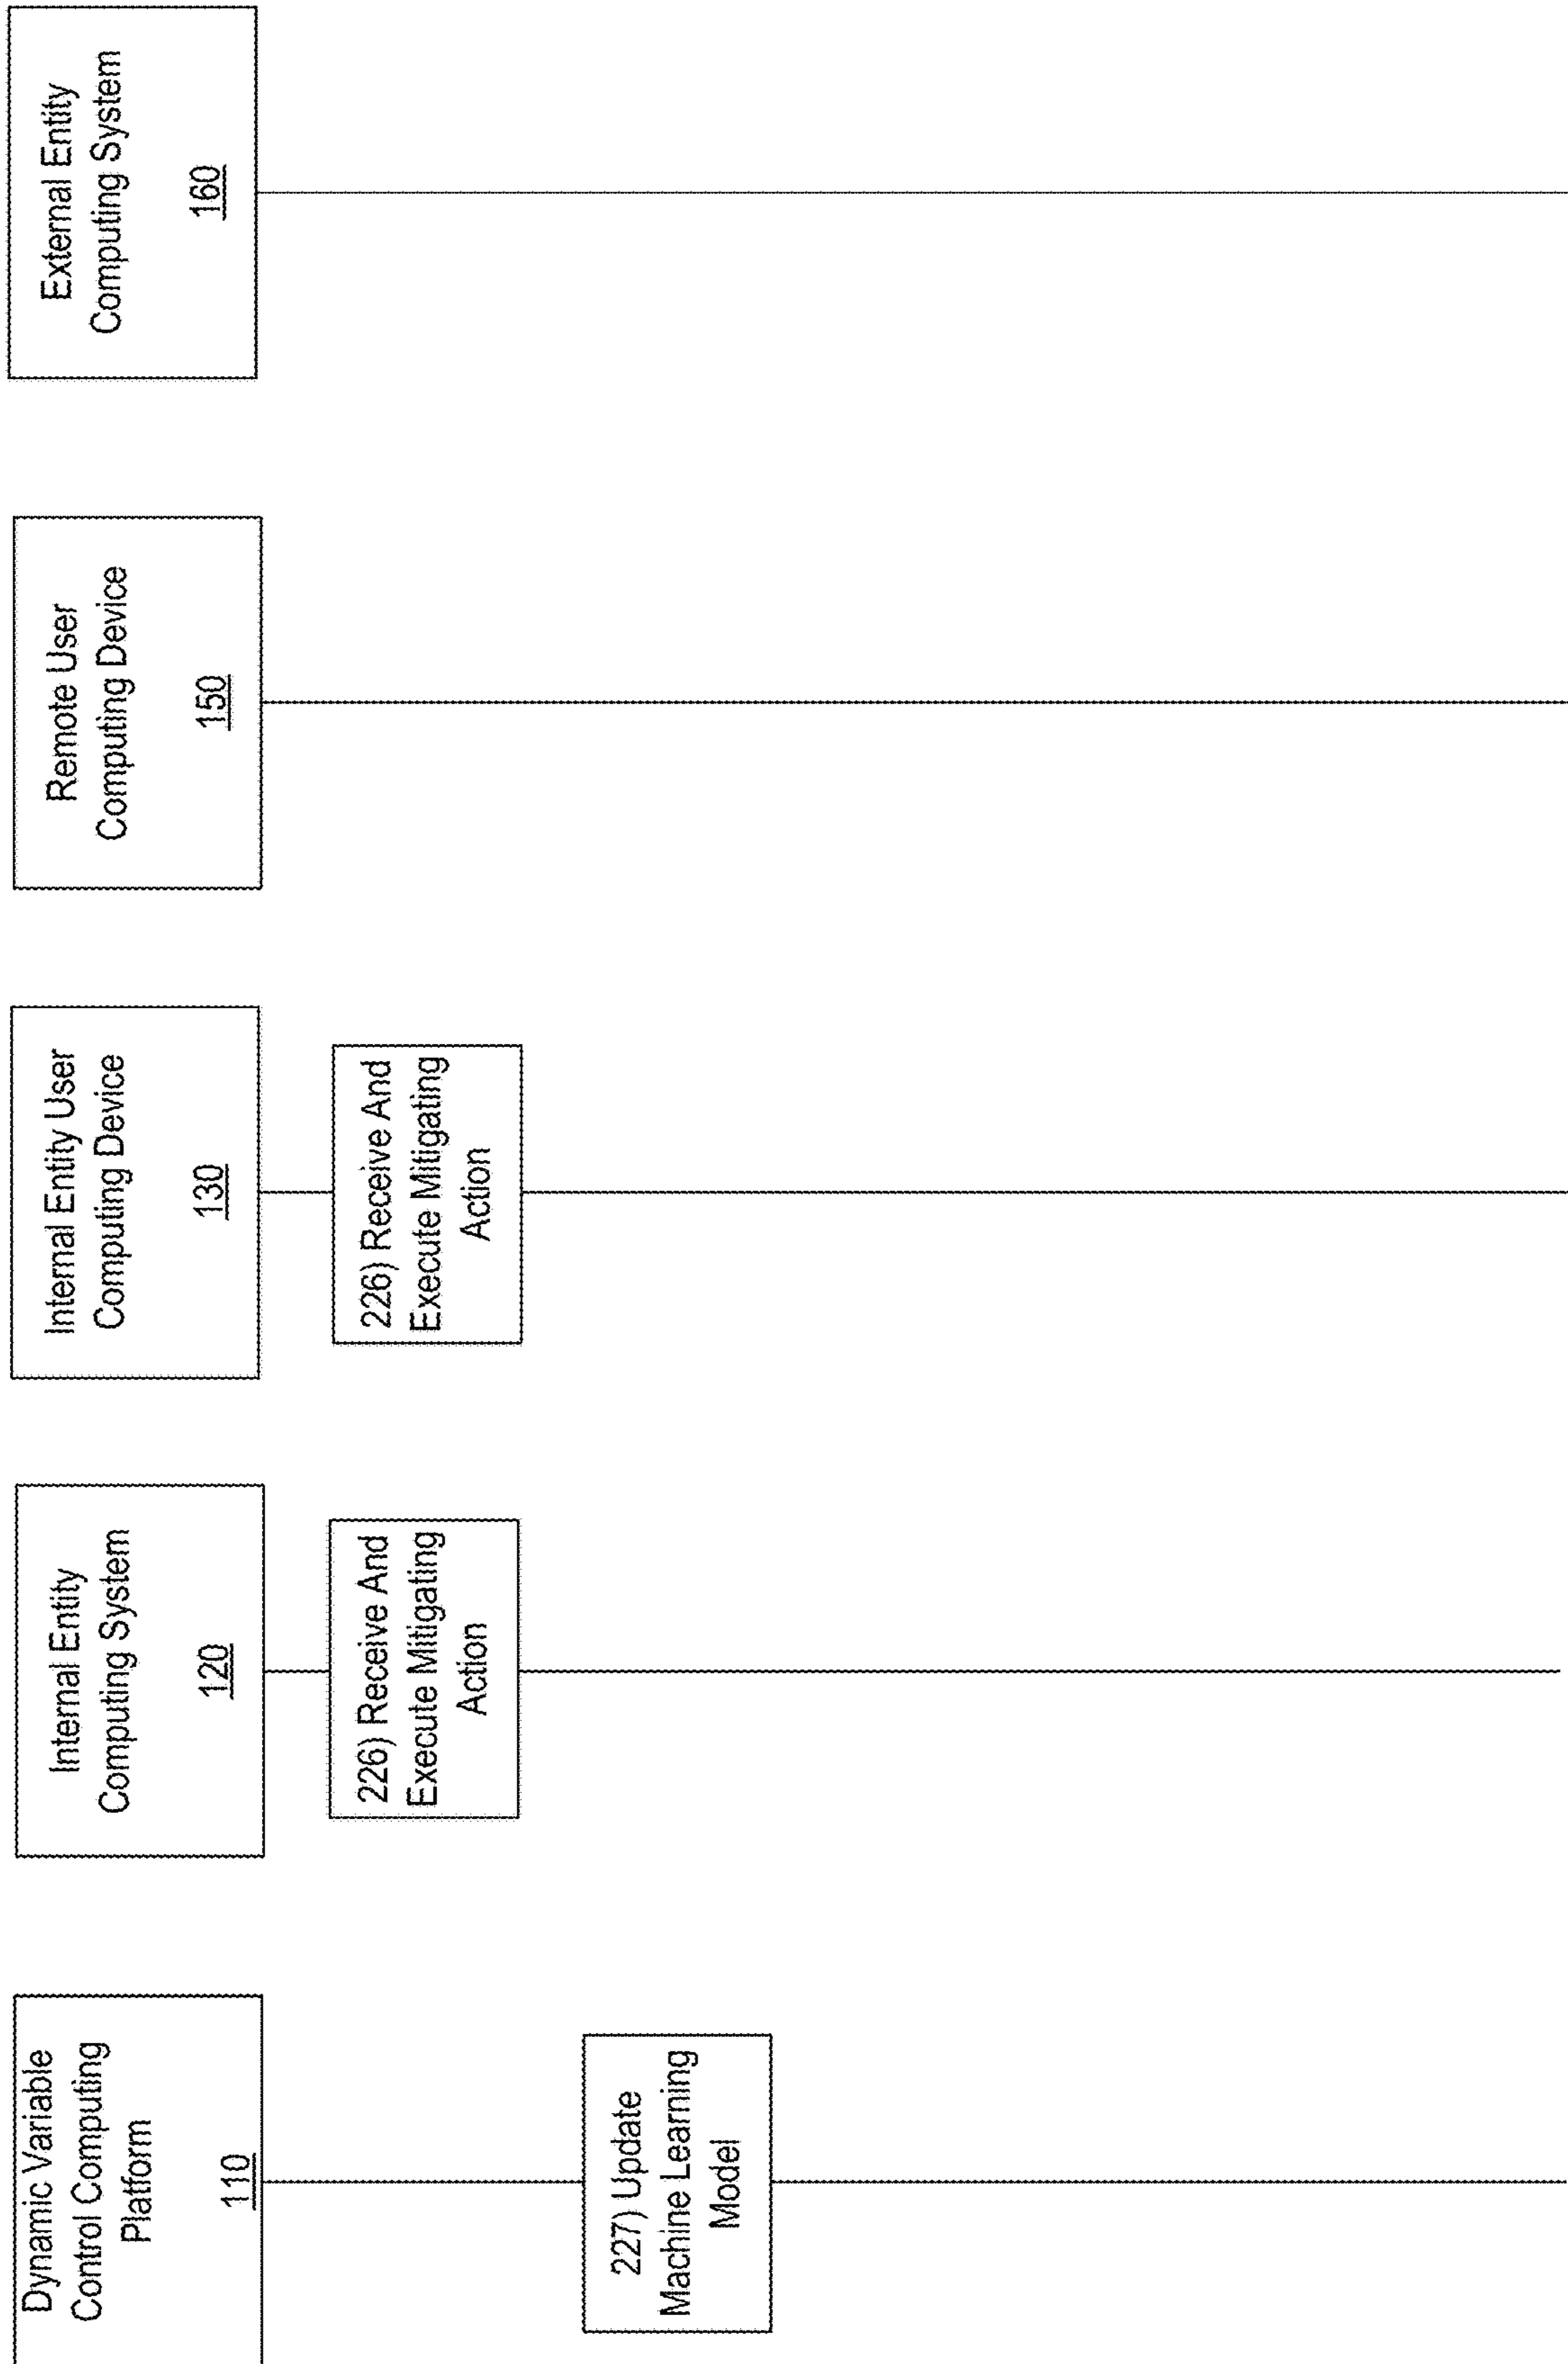 Dynamic Variable
Control Computing
Platform
110
Internal Entity
Computing System
120
Internal Entity User
Computing Device
130
Remote User
Computing Device
150
External Entity
Computing System
160
226) Receive And
Execute Mitigating
Action
226) Receive And
Execute Mitigating
Action
227) Update
Machine Learning
Model